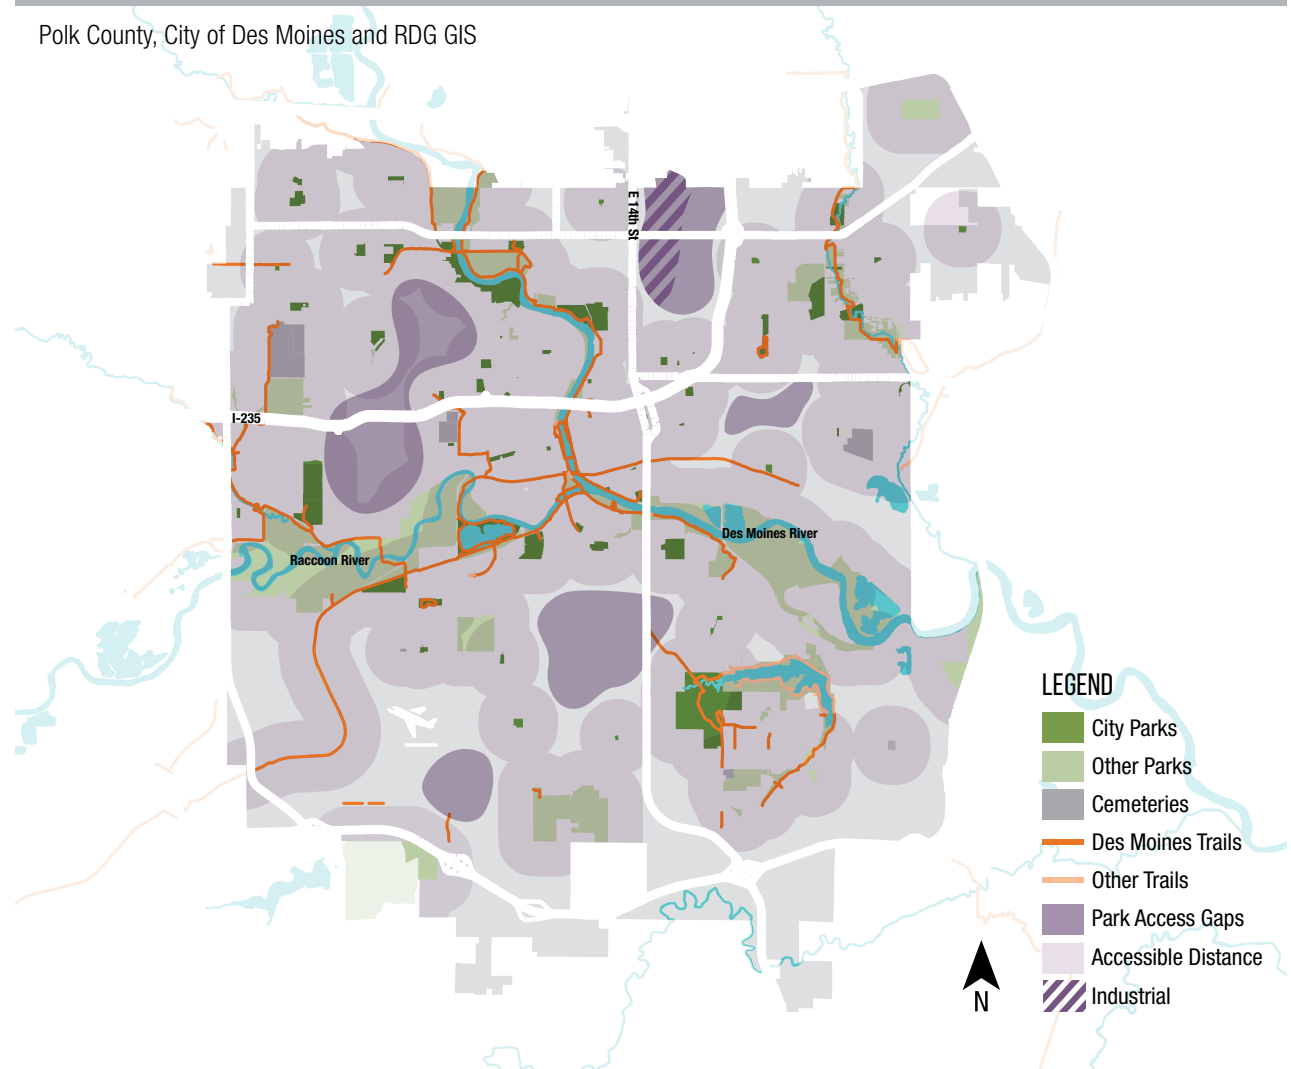 Polk County, City of Des Moines and RDG GIS
E 14th St
I-235
Des Moines River
Raccoon River
LEGEND
City Parks
Other Parks
Cemeteries
Des Moines Trails
Other Trails
Park Access Gaps
Accessible Distance
Industrial
N